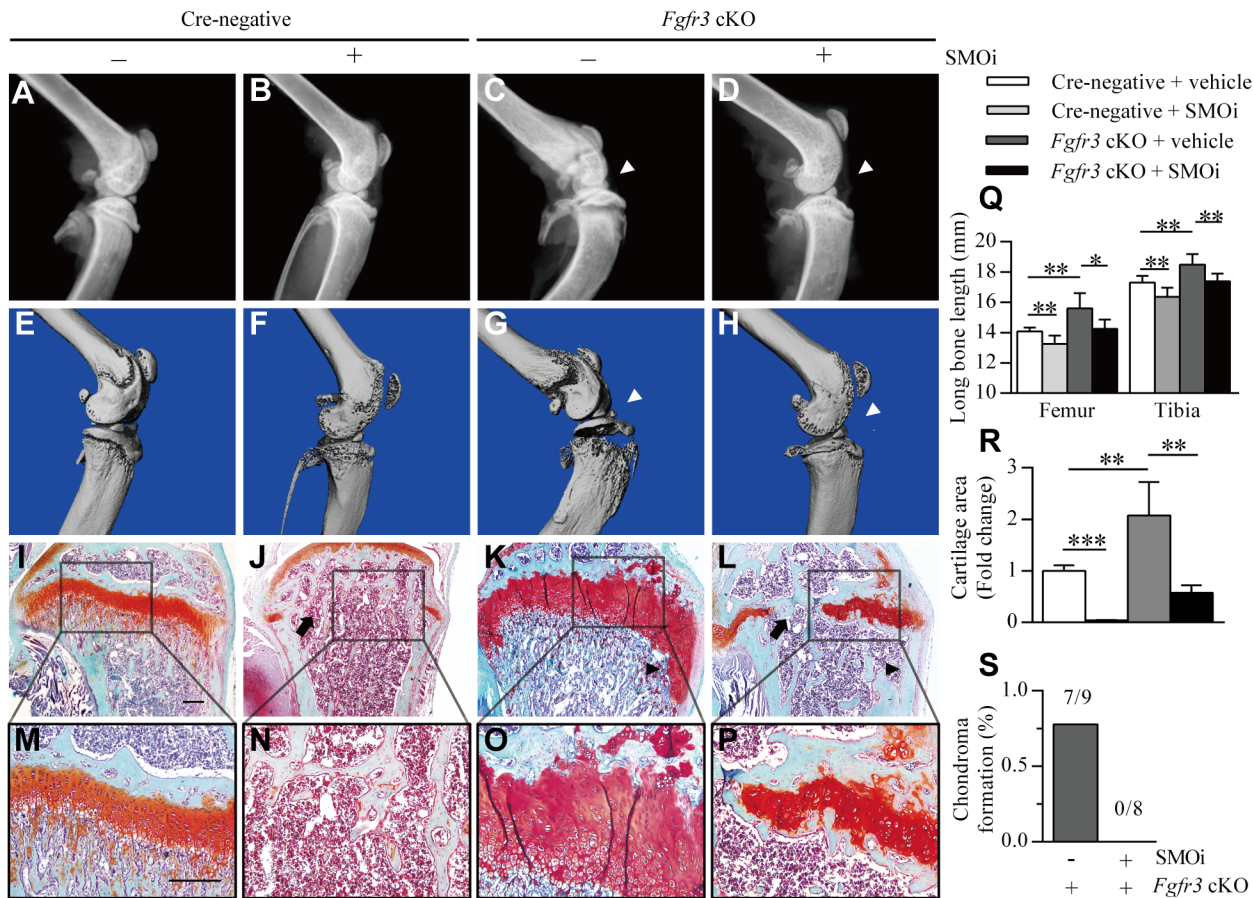 Cre-negative
Fgfr3 cKO
− + − + SMOi
Cre-negative + vehicle
Cre-negative + SMOi
Fgfr3 cKO + vehicle
Fgfr3 cKO + SMOi
A B C D
E F G H
I J K L
M N O P
Q
Long bone length (mm)
20
18
16
14
12
10
** ** * ** ** **
Femur Tibia
R
Cartilage area
(Fold change)
3
2
1
0
*** ** **
S
Chondroma
formation (%)
1.0
0.5
0.0
7/9
0/8
- + SMOi
+ + Fgfr3 cKO